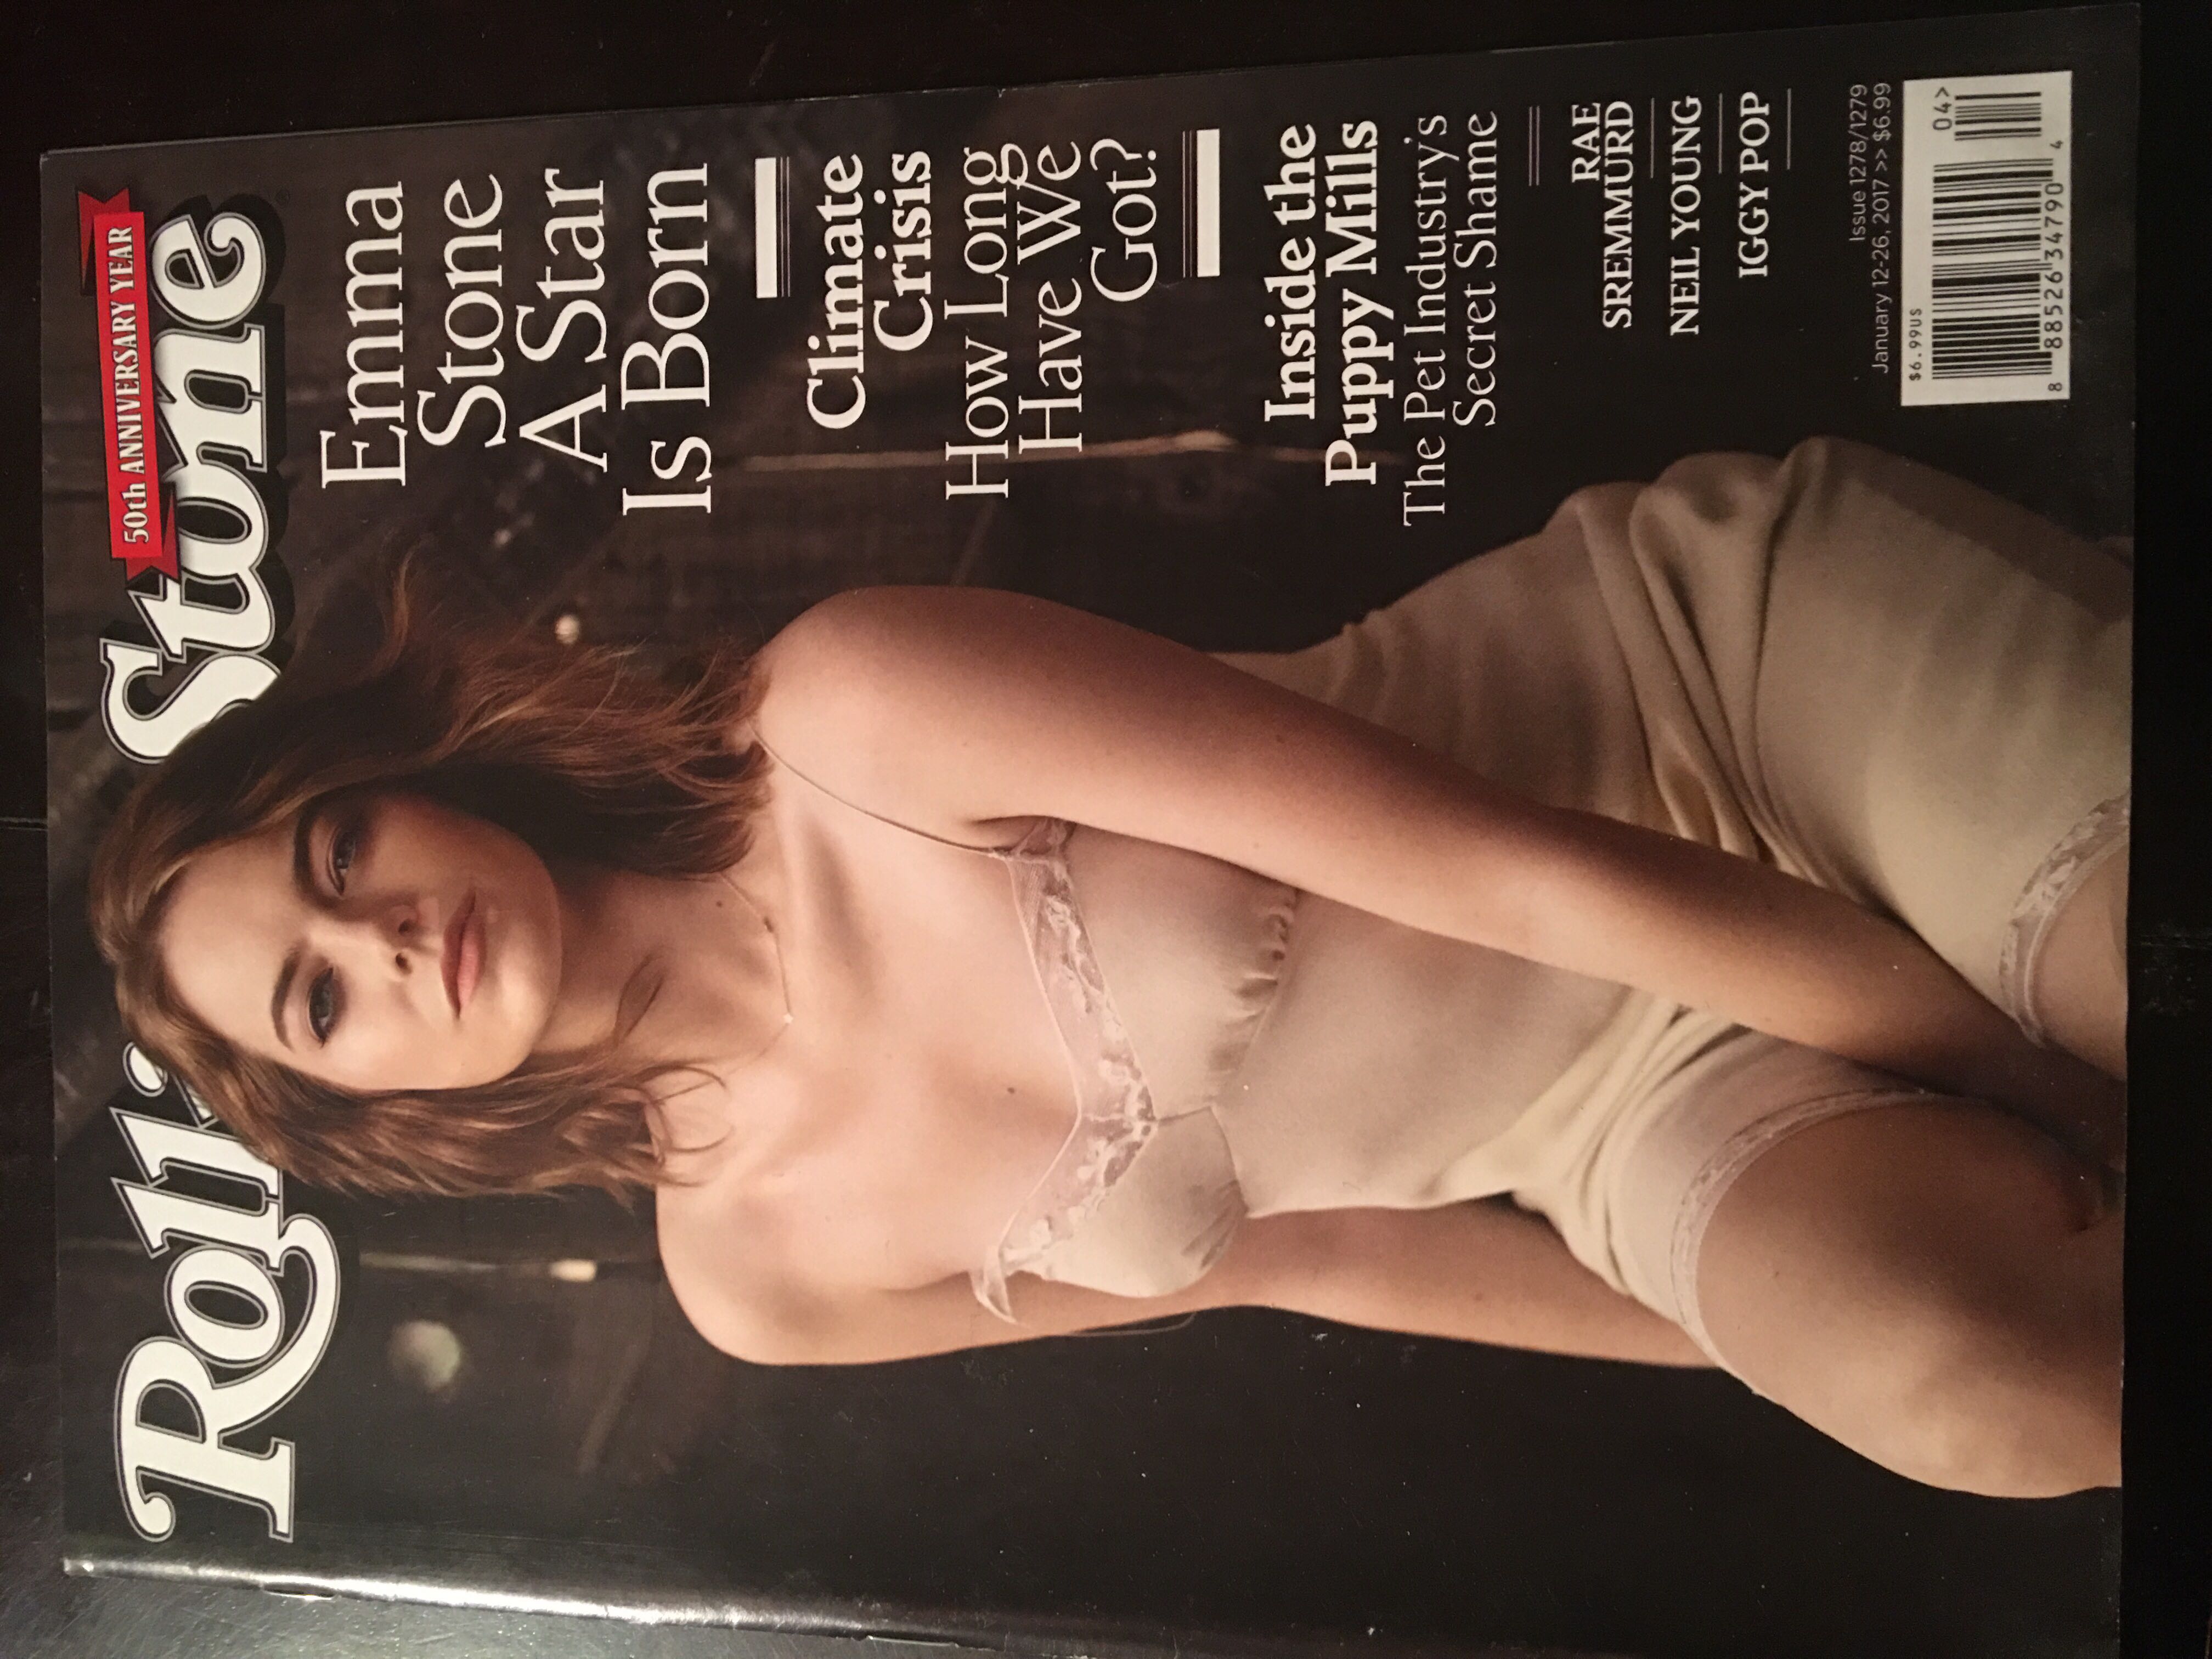 50th ANNIVERSARY YEAR
Rolli Stone
Emma
Stone
A Star
Is Born
Climate
Crisis
How Long
Have We
Got?
Inside the
Puppy Mills
The Pet Industry's
Secret Shame
RAE
SREMMURD
NEIL YOUNG
IGGY POP
Issue 1278/1279
January 12-26, 2017 >> $6.99
$6.99US
04>
8 88526 34790 4